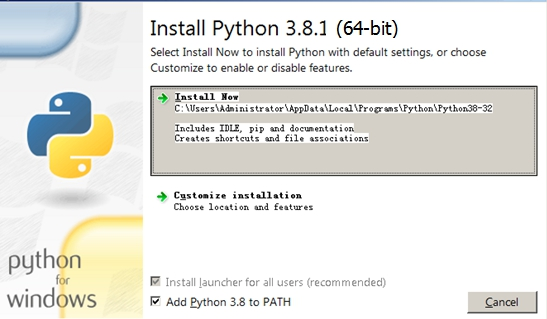 Install Python 3.8.1 (64-bit)
Select Install Now to install Python with default settings, or choose
Customize to enable or disable features.
Install Now
C:\Users\Administrator\AppData\Local\Programs\Python\Python38-32
Includes IDLE, pip and documentation
Creates shortcuts and file associations
Customize installation
Choose location and features
Install launcher for all users (recommended)
Add Python 3.8 to PATH
Cancel
python
for
windows